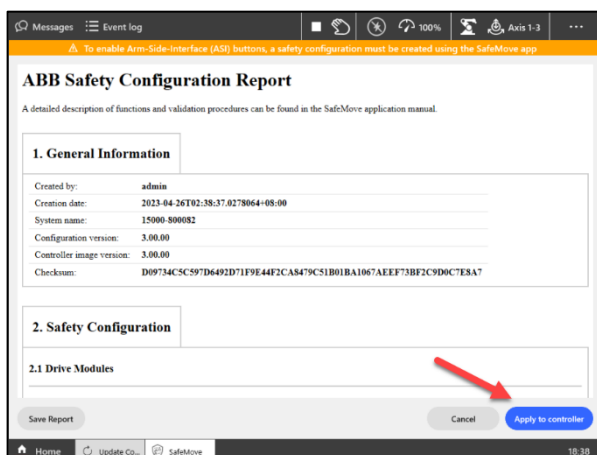 Messages Event log 100% Axis 1-3
To enable Arm-Side-Interface (ASI) buttons, a safety configuration must be created using the SafeMove app
ABB Safety Configuration Report
A detailed description of functions and validation procedures can be found in the SafeMove application manual.
1. General Information
Created by: admin
Creation date: 2023-04-26T02:38:37.0278064+08:00
System name: 15000-800082
Configuration version: 3.00.00
Controller image version: 3.00.00
Checksum: D09734C5C597D6492D71F9E44F2CA8479C51B01BA1067AEEF73BF2C9D0C7E8A7
2. Safety Configuration
2.1 Drive Modules
Save Report Cancel Apply to controller
Home Update Co... SafeMove 18:38